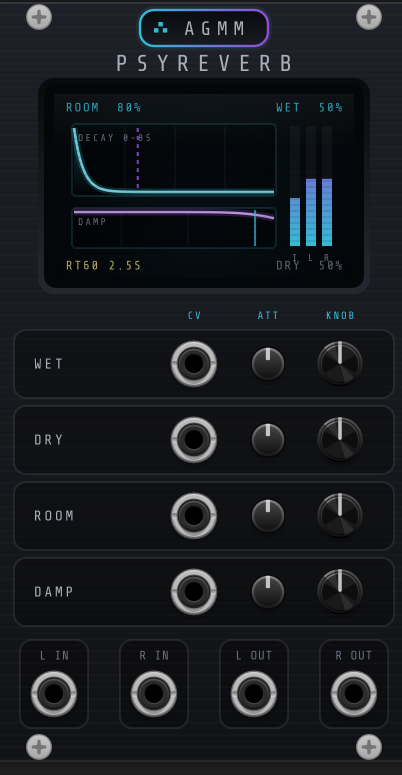 AGMM
PSYREVERB
ROOM 80% WET 50%
DECAY 0-8S
DAMP
I L R
RT60 2.5S DRY 50%
CV ATT KNOB
WET
DRY
ROOM
DAMP
L IN R IN L OUT R OUT